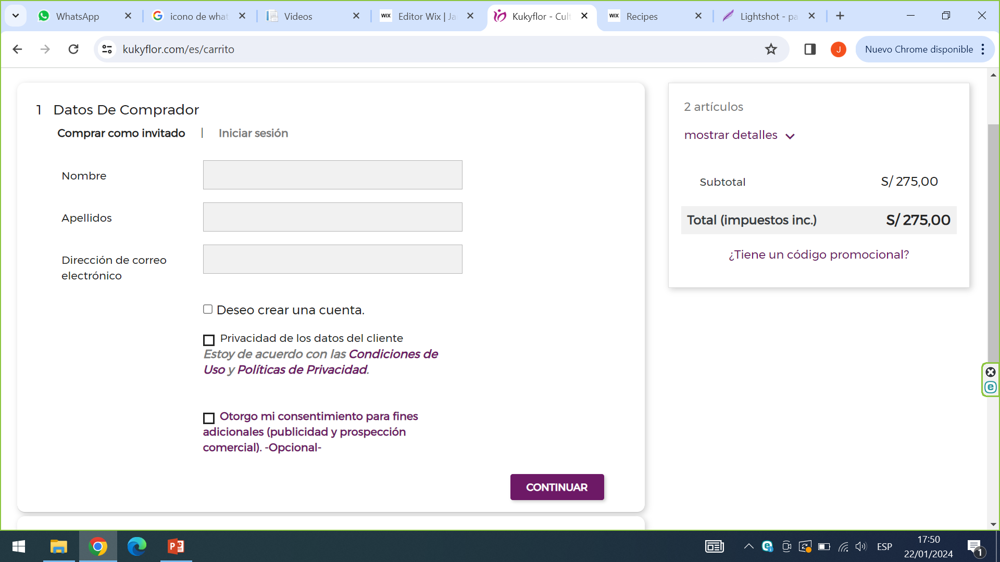 WhatsApp
icono de what
Videos
WIX Editor Wix | Ja
Kukyflor - Cult
WIX Recipes
Lightshot - pa
kukyflor.com/es/carrito
J
Nuevo Chrome disponible
1 Datos De Comprador
Comprar como invitado | Iniciar sesión
Nombre
Apellidos
Dirección de correo
electrónico
Deseo crear una cuenta.
Privacidad de los datos del cliente
Estoy de acuerdo con las Condiciones de
Uso y Políticas de Privacidad.
Otorgo mi consentimiento para fines
adicionales (publicidad y prospección
comercial). -Opcional-
CONTINUAR
2 artículos
mostrar detalles
Subtotal S/ 275,00
Total (impuestos inc.) S/ 275,00
¿Tiene un código promocional?
ESP
17:50
22/01/2024
1